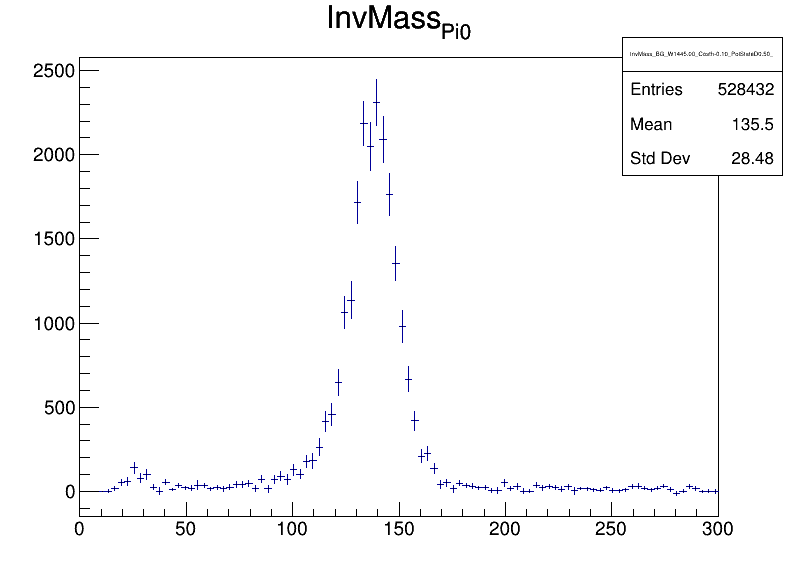 InvMass_Pi0
InvMass_BG_W1445.00_Costh-0.10_PolStateD0.50_
Entries 528432
Mean 135.5
Std Dev 28.48
2500
2000
1500
1000
500
0
0 50 100 150 200 250 300